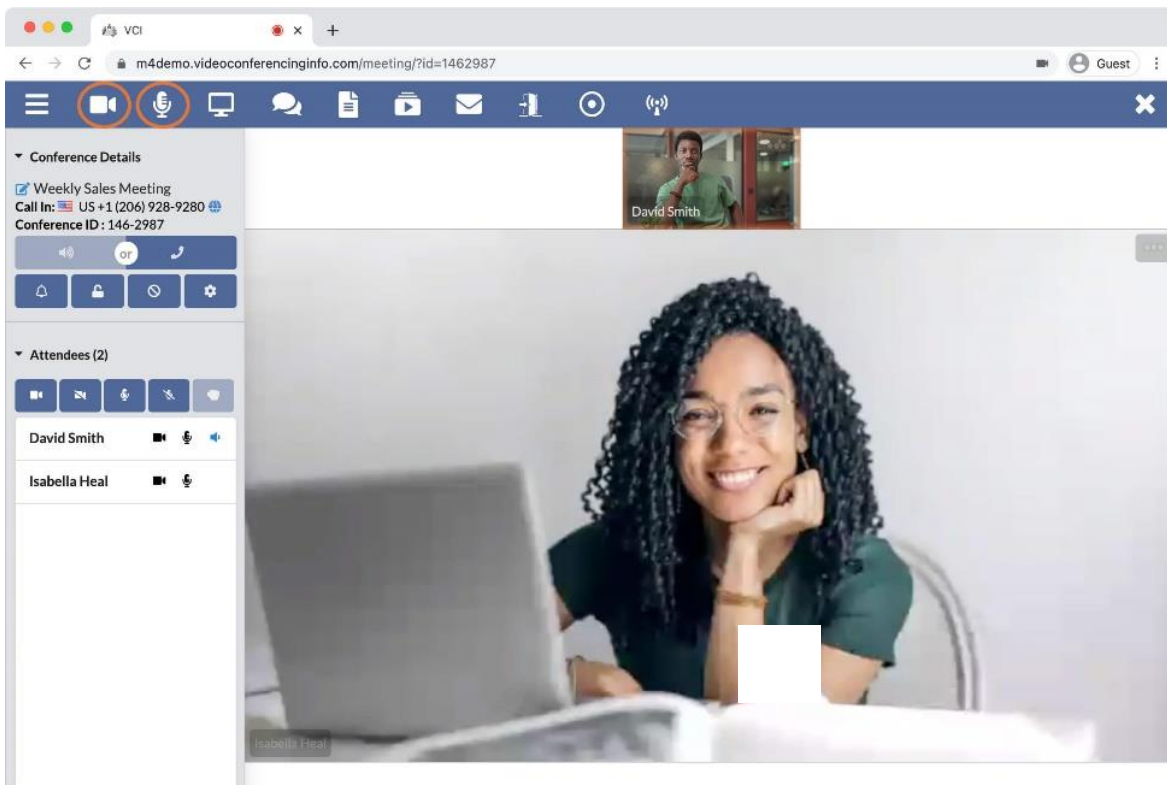 VCI
m4demo.videoconferencinginfo.com/meeting/?id=1462987
Guest
Conference Details
Weekly Sales Meeting
Call In: US +1 (206) 928-9280
Conference ID : 146-2987
or
Attendees (2)
David Smith
Isabella Heal
David Smith
Isabella Heal